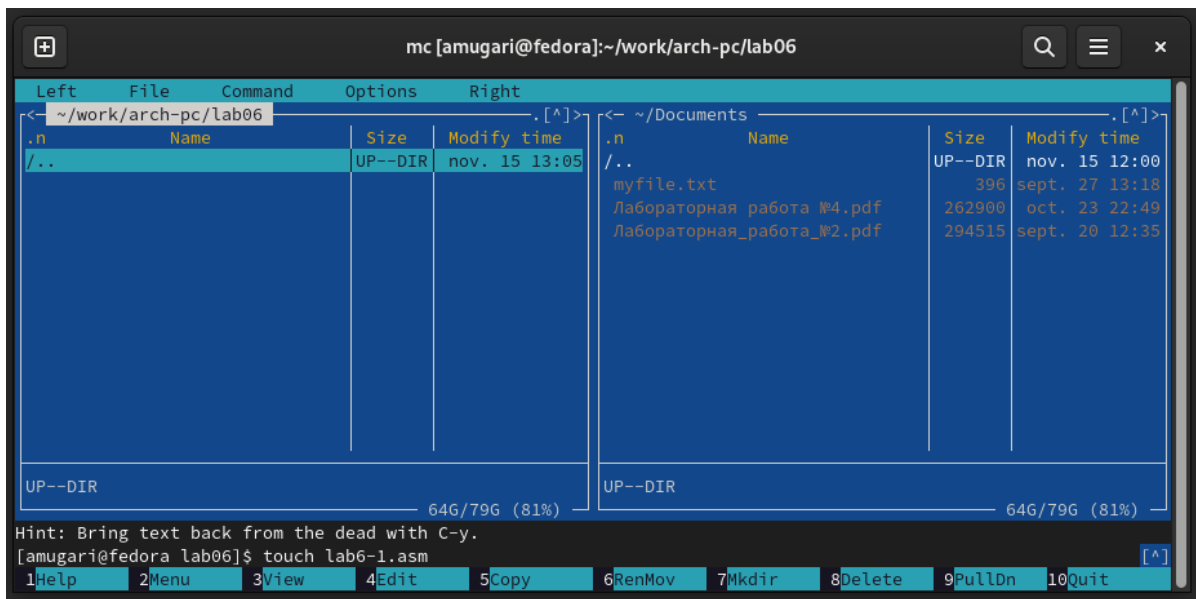 mc [amugari@fedora]:~/work/arch-pc/lab06
Left File Command Options Right
<─ ~/work/arch-pc/lab06 .[^]> <─ ~/Documents .[^]>
.n Name Size Modify time .n Name Size Modify time
/.. UP--DIR nov. 15 13:05 /.. UP--DIR nov. 15 12:00
myfile.txt 396 sept. 27 13:18
Лабораторная работа №4.pdf 262900 oct. 23 22:49
Лабораторная_работа_№2.pdf 294515 sept. 20 12:35
UP--DIR UP--DIR
64G/79G (81%) 64G/79G (81%)
Hint: Bring text back from the dead with C-y.
[amugari@fedora lab06]$ touch lab6-1.asm [^]
1Help 2Menu 3View 4Edit 5Copy 6RenMov 7Mkdir 8Delete 9PullDn 10Quit